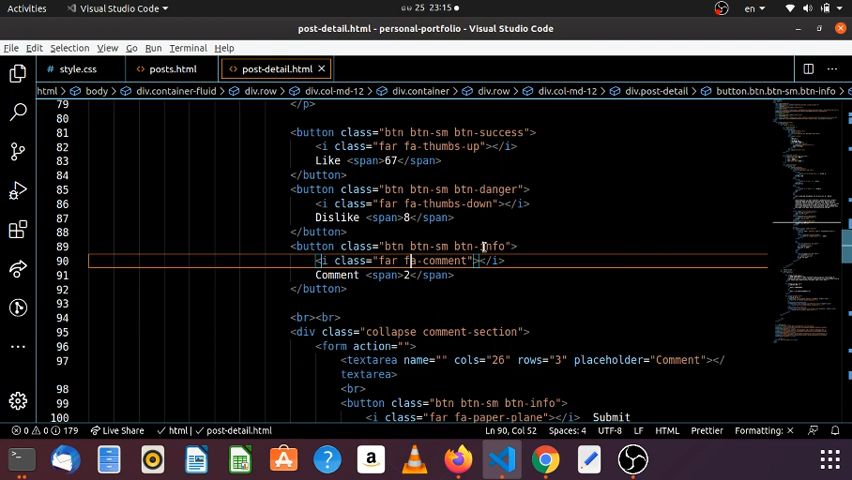 Activities
Visual Studio Code
25 23:15
en
post-detail.html - personal-portfolio - Visual Studio Code
File Edit Selection View Go Run Terminal Help
style.css
posts.html
post-detail.html
html > body > div.container-fluid > div.row > div.col-md-12 > div.container > div.row > div.col-md-12 > div.post-detail > button.btn.btn-sm.btn-info >
79 </p>
80
81 <button class="btn btn-sm btn-success">
82 <i class="far fa-thumbs-up"></i>
83 Like <span>67</span>
84 </button>
85 <button class="btn btn-sm btn-danger">
86 <i class="far fa-thumbs-down"></i>
87 Dislike <span>8</span>
88 </button>
89 <button class="btn btn-sm btn-info">
90 <i class="far fa-comment"></i>
91 Comment <span>2</span>
92 </button>
94 <br><br>
95 <div class="collapse comment-section">
96 <form action="">
97 <textarea name="" cols="26" rows="3" placeholder="Comment"></
textarea>
98 <br>
99 <button class="btn btn-sm btn-info">
100 <i class="far fa-paper-plane"></i> Submit
0 0 179 Live Share html post-detail.html Ln 90, Col 52 Spaces: 4 UTF-8 LF HTML Prettier Formatting: